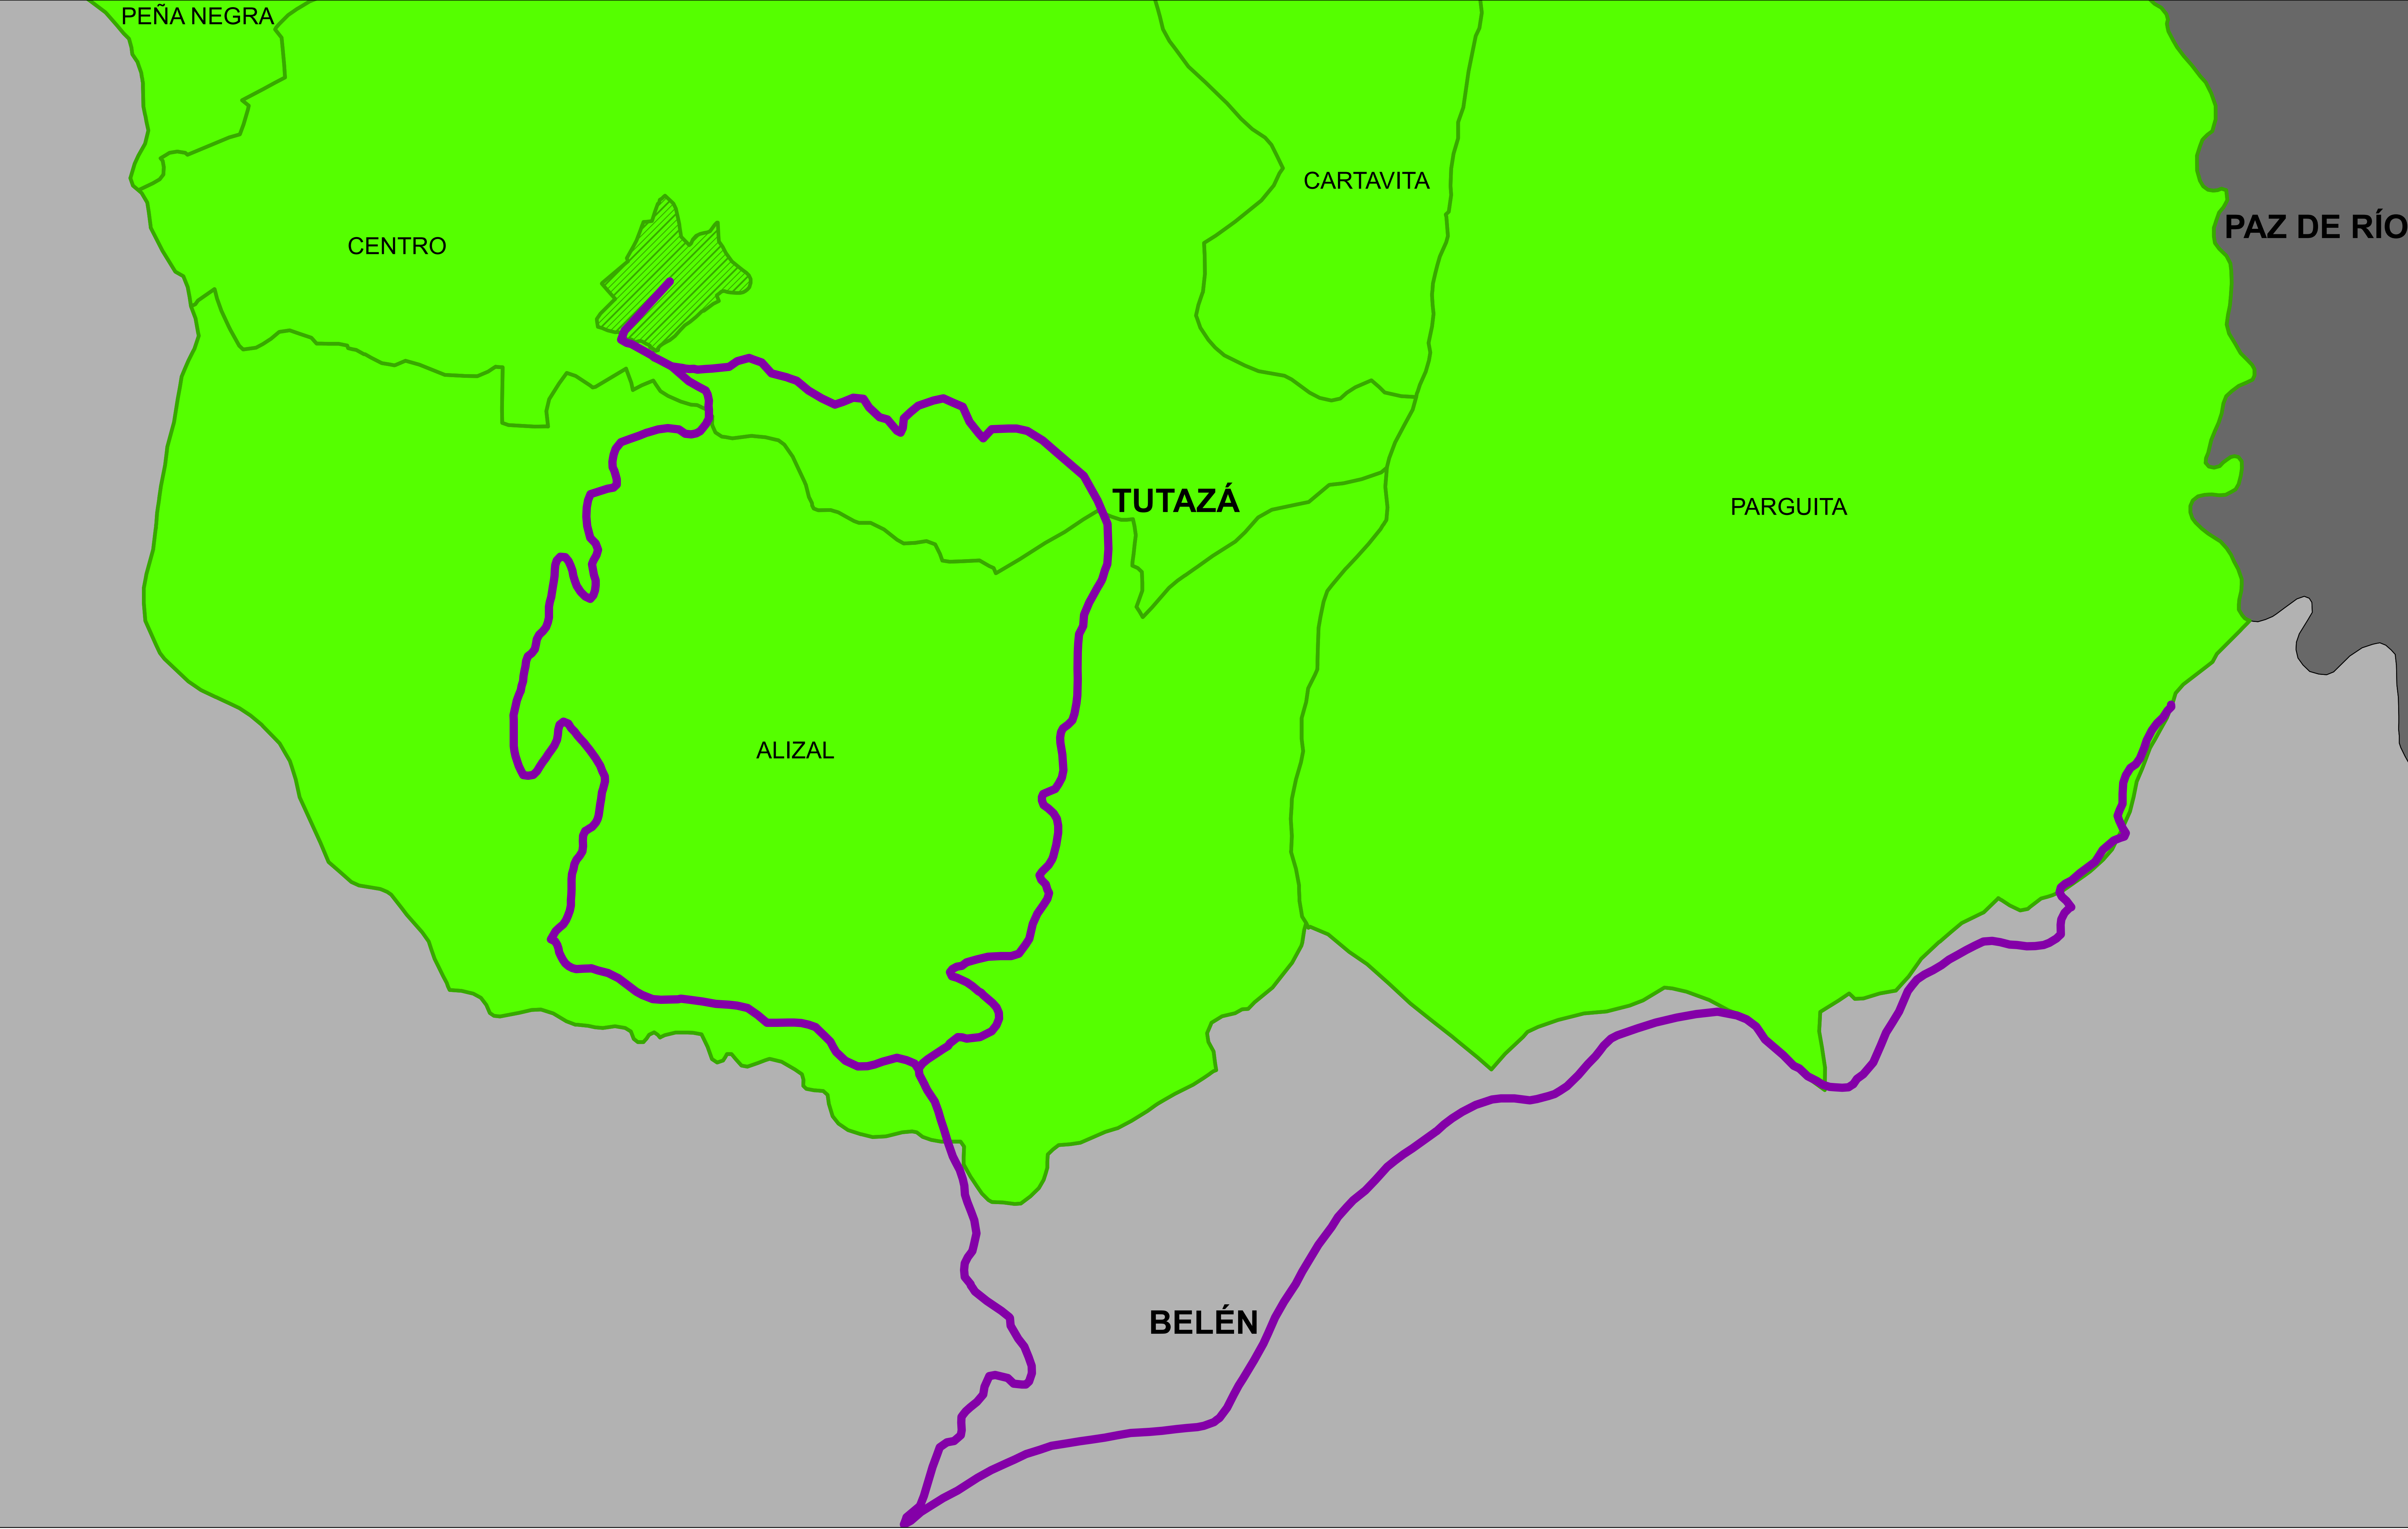 PEÑA NEGRA
CARTAVITA
PAZ DE RÍO
CENTRO
TUTAZÁ
PARGUITA
ALIZAL
BELÉN